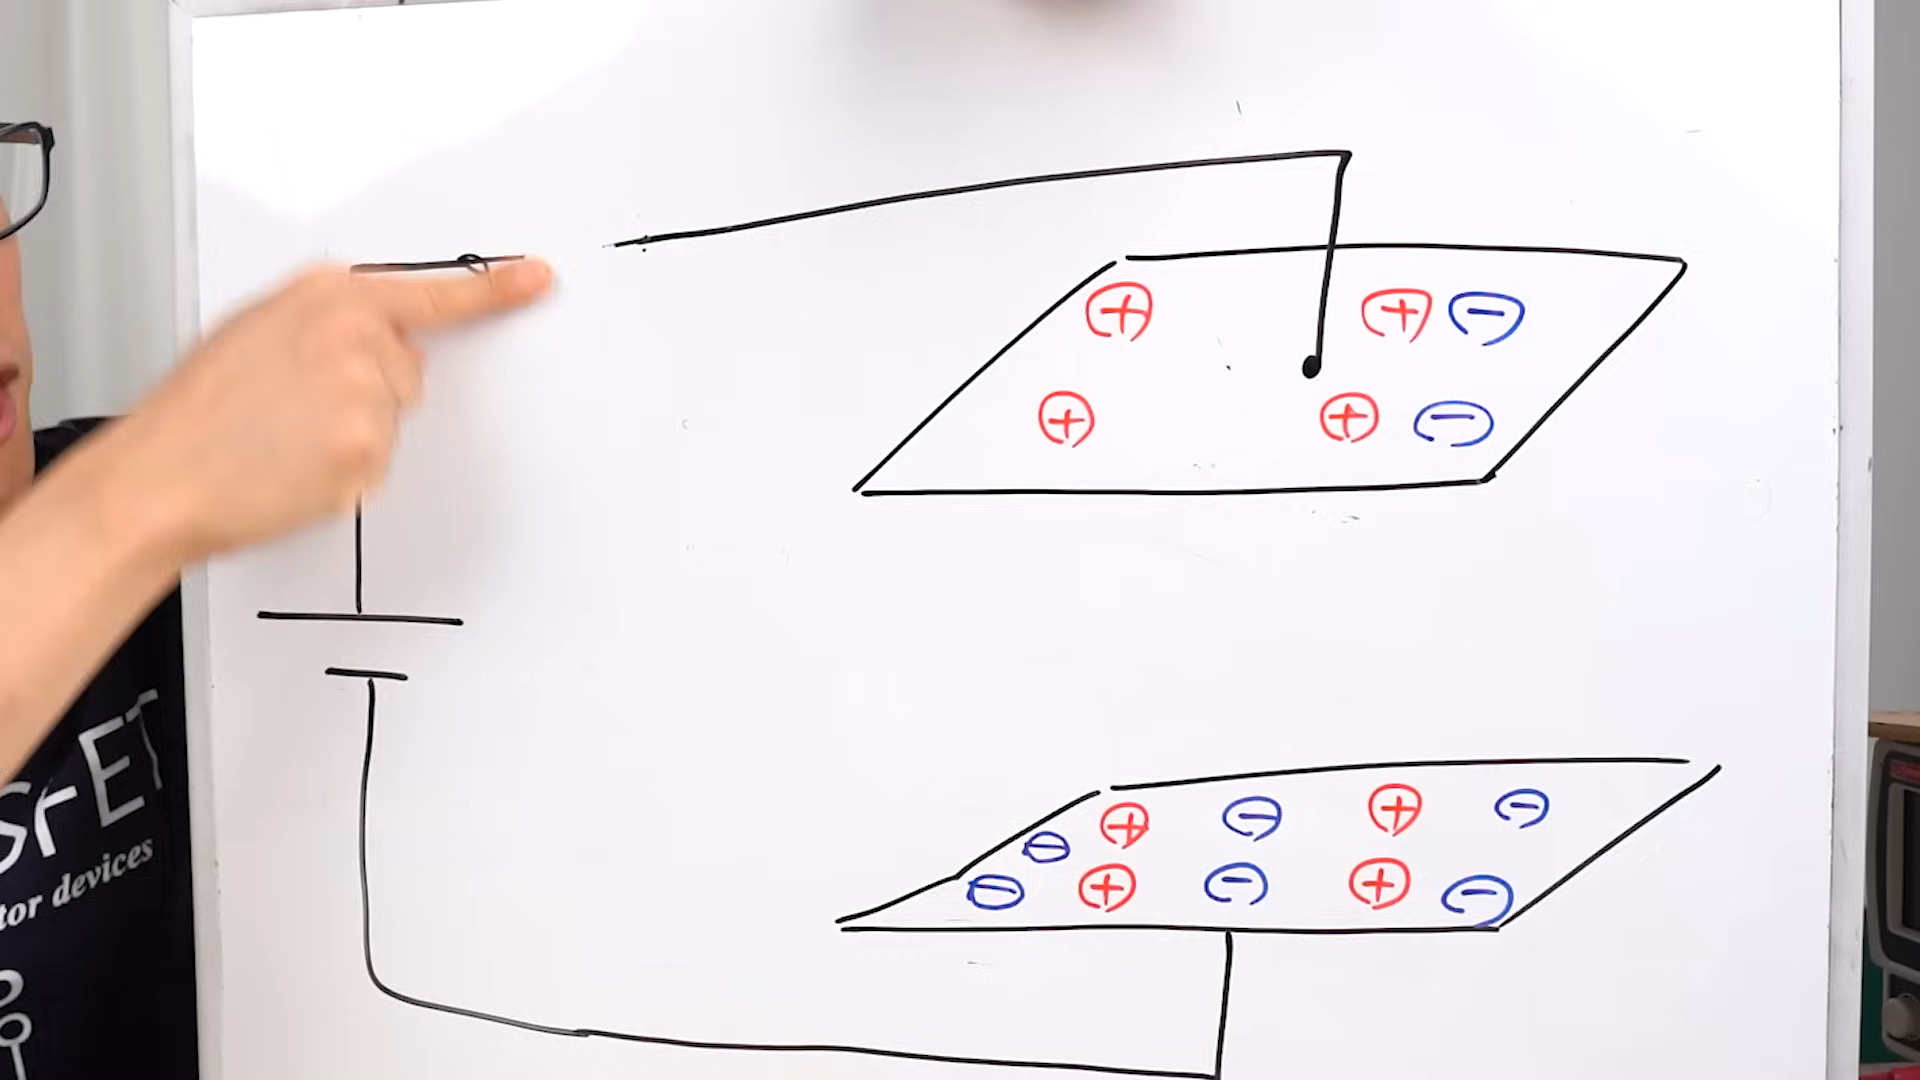 + + −
+ + −
+ − + −
−
− + − + −
SFET
tor devices